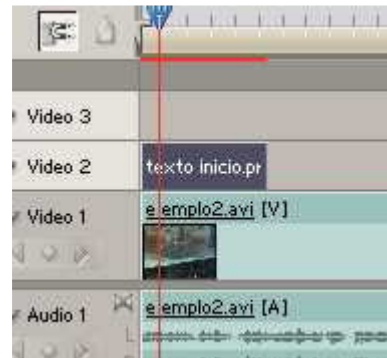 Video 3
Video 2
texto inicio.pr
Video 1
ejemplo2.avi [V]
Audio 1
ejemplo2.avi [A]
L